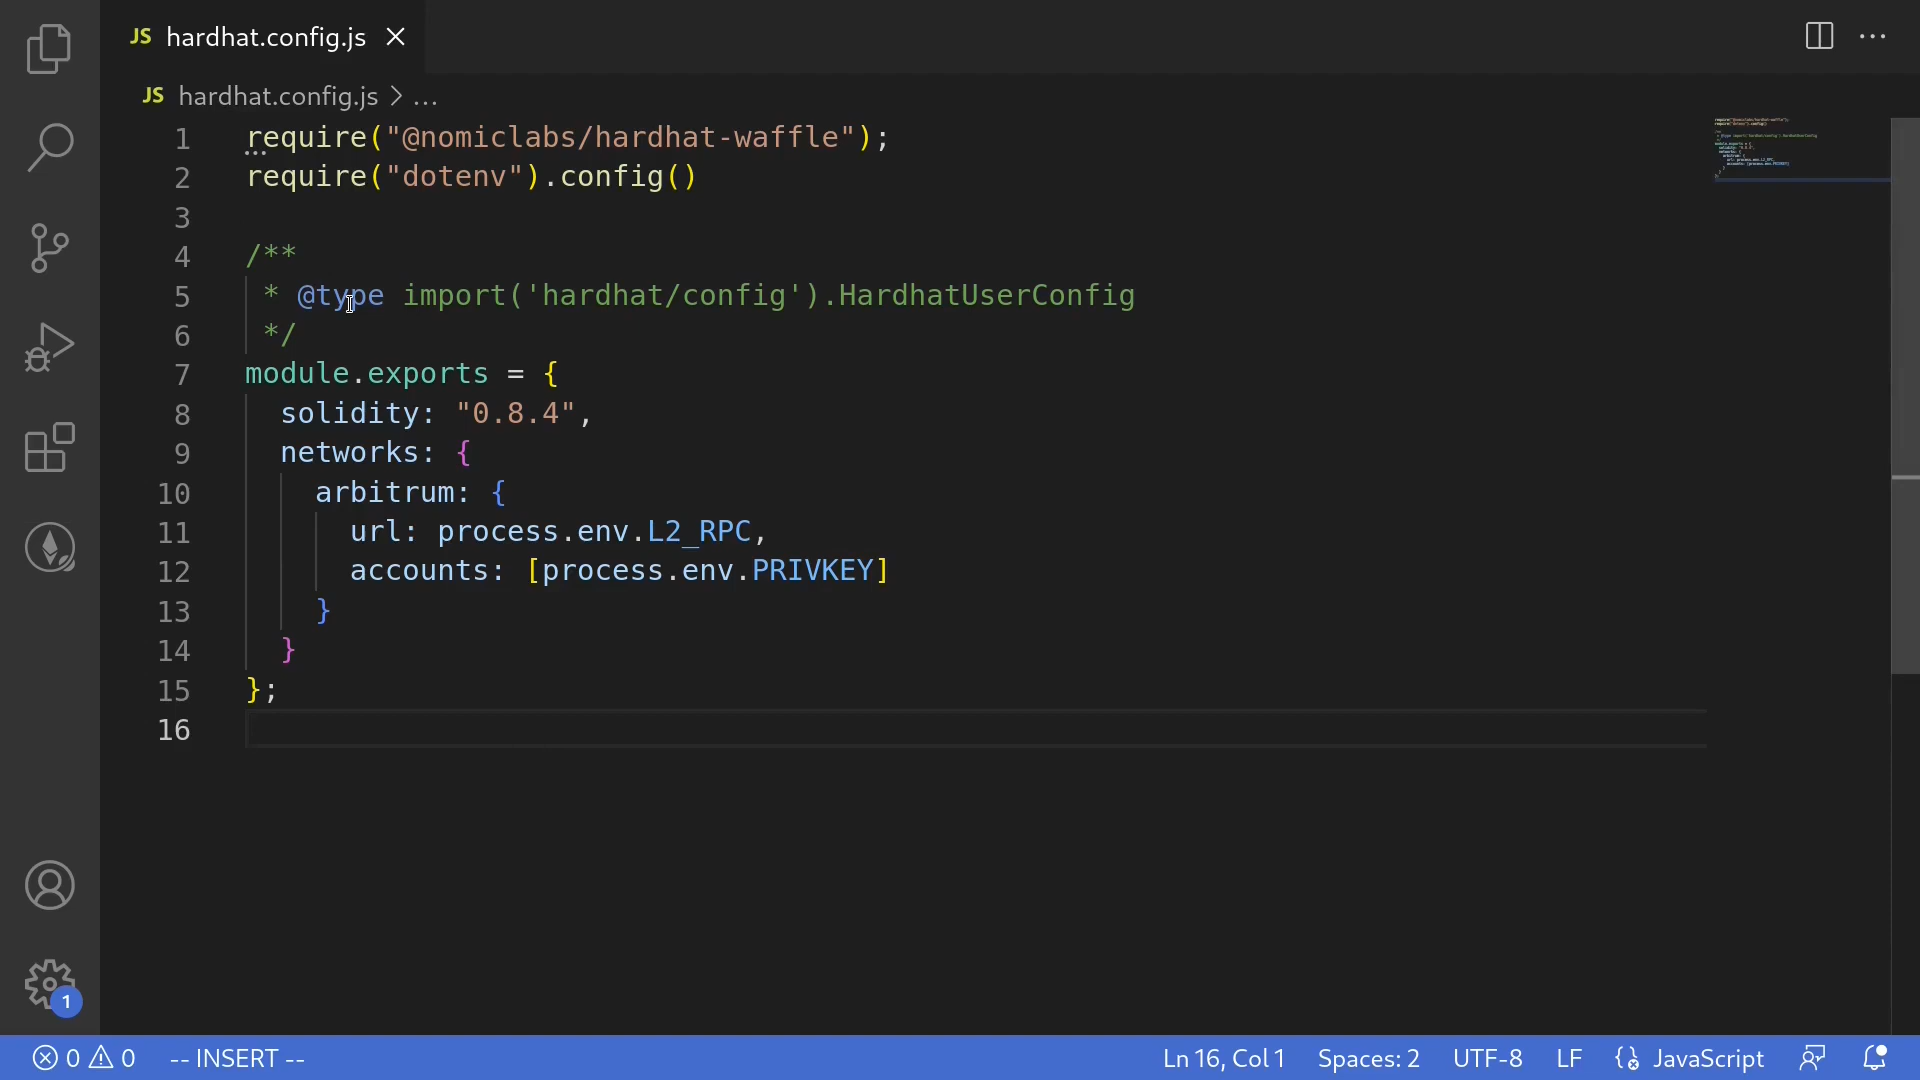 JS hardhat.config.js
JS hardhat.config.js > ...
1 require("@nomiclabs/hardhat-waffle");
2 require("dotenv").config()
3
4 /**
5  * @type import('hardhat/config').HardhatUserConfig
6  */
7 module.exports = {
8   solidity: "0.8.4",
9   networks: {
10     arbitrum: {
11       url: process.env.L2_RPC,
12       accounts: [process.env.PRIVKEY]
13     }
14   }
15 };
16
1
0 0 -- INSERT -- Ln 16, Col 1 Spaces: 2 UTF-8 LF JavaScript